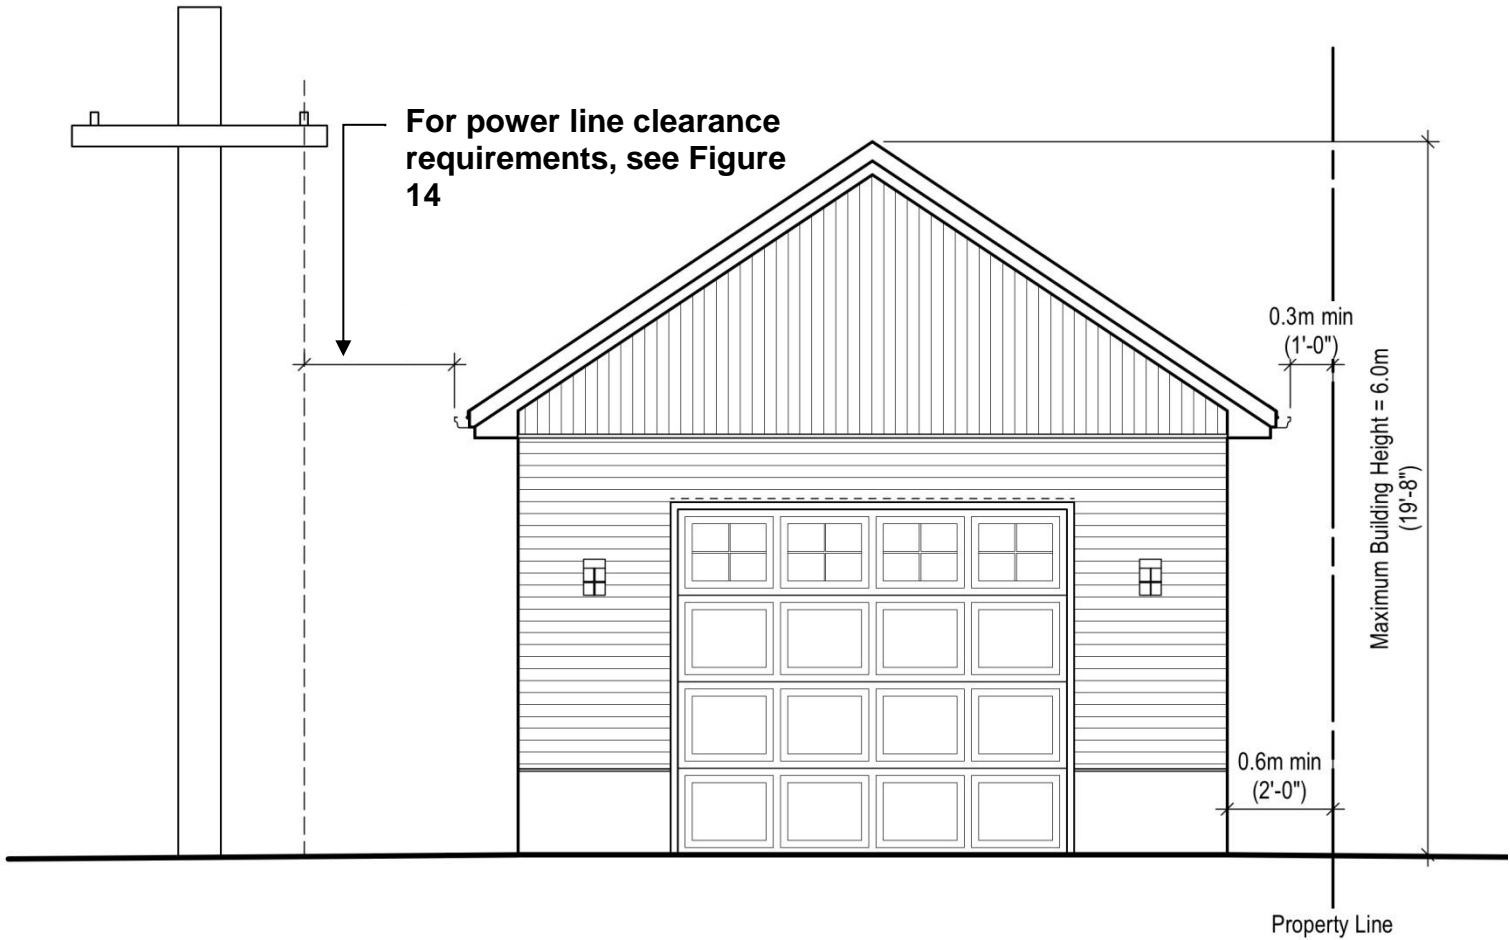 For power line clearance
requirements, see Figure
14
0.3m min
(1'-0")
Maximum Building Height = 6.0m
(19'-8")
0.6m min
(2'-0")
Property Line